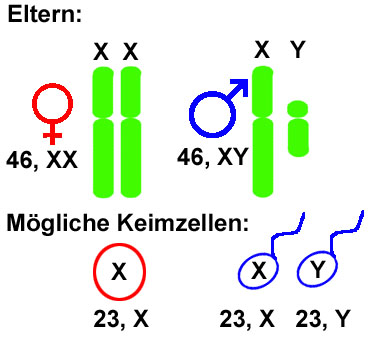 Eltern:
X X
X Y
46, XX
46, XY
Mögliche Keimzellen:
X
X
Y
23, X
23, X
23, Y